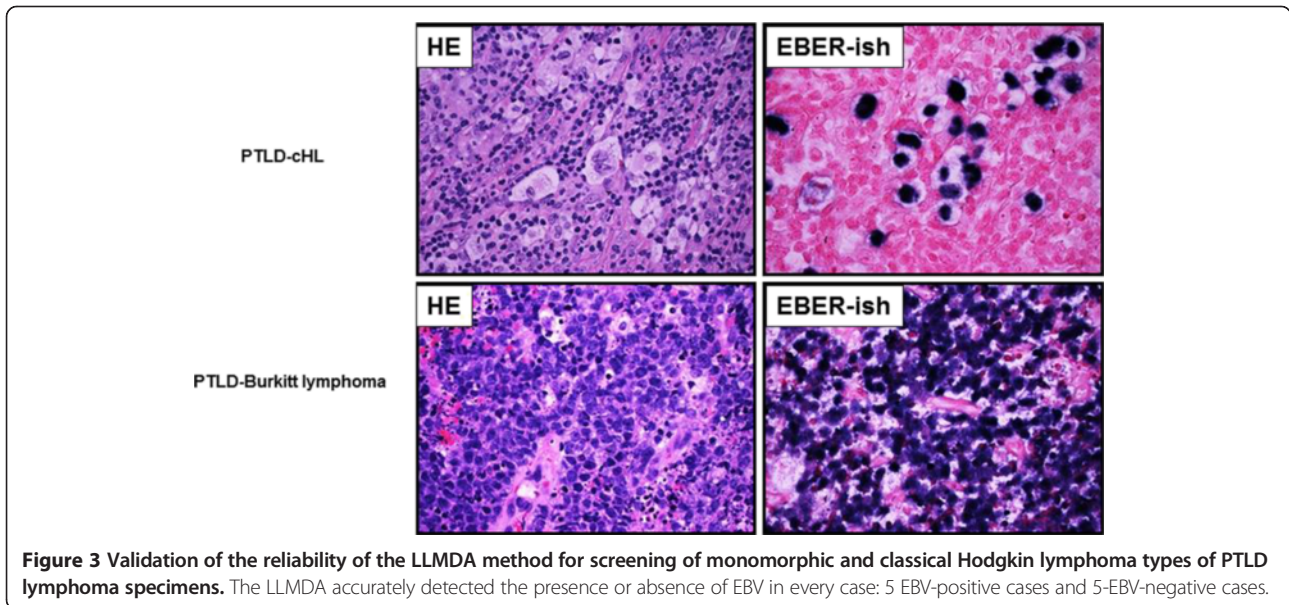 HE
EBER-ish
PTLD-cHL
HE
EBER-ish
PTLD-Burkitt lymphoma
Figure 3 Validation of the reliability of the LLMDA method for screening of monomorphic and classical Hodgkin lymphoma types of PTLD
lymphoma specimens. The LLMDA accurately detected the presence or absence of EBV in every case: 5 EBV-positive cases and 5-EBV-negative cases.